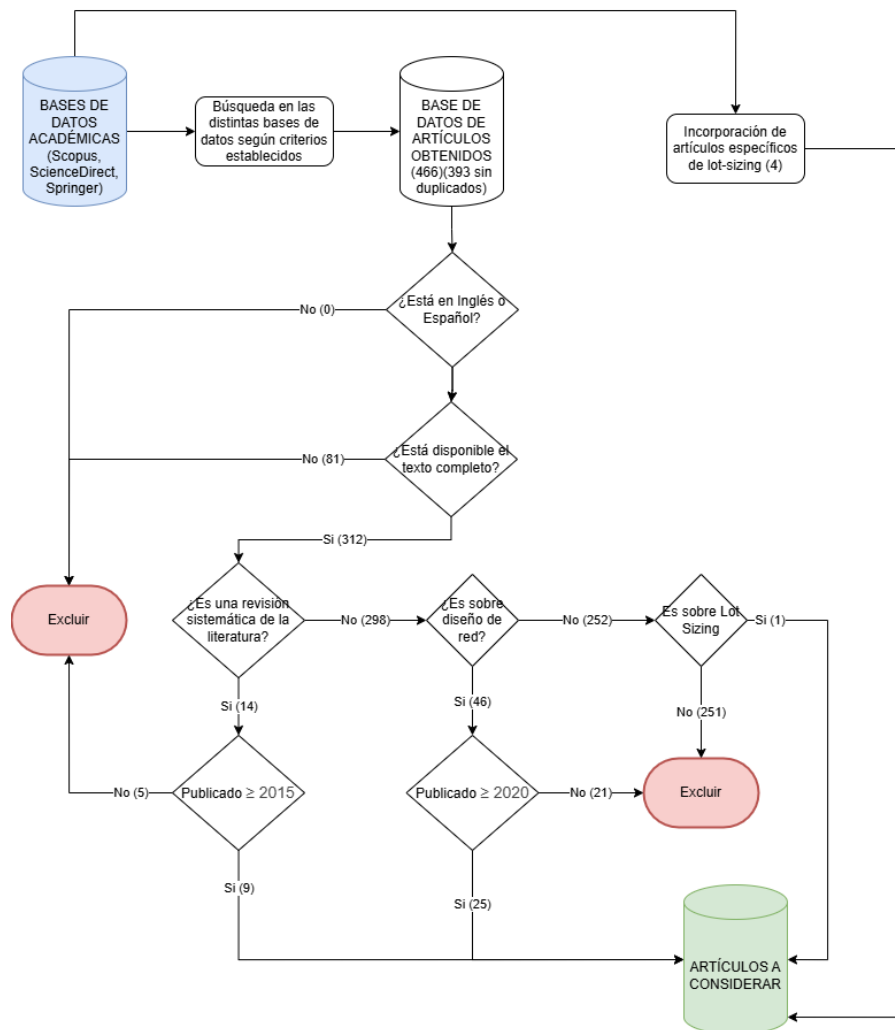 BASES DE
DATOS
ACADÉMICAS
(Scopus,
ScienceDirect,
Springer)
Búsqueda en las
distintas bases de
datos según criterios
establecidos
BASE DE
DATOS DE
ARTÍCULOS
OBTENIDOS
(466)(393 sin
duplicados)
Incorporación de
artículos específicos
de lot-sizing (4)
¿Está en Inglés o
Español?
No (0)
¿Está disponible el
texto completo?
No (81)
Si (312)
Excluir
¿Es una revisión
sistemática de la
literatura?
No (298)
¿Es sobre
diseño de
red?
No (252)
Es sobre Lot
Sizing
Si (1)
Si (14)
Si (46)
No (251)
Publicado ≥ 2015
No (5)
Publicado ≥ 2020
No (21)
Excluir
Si (9)
Si (25)
ARTÍCULOS A
CONSIDERAR